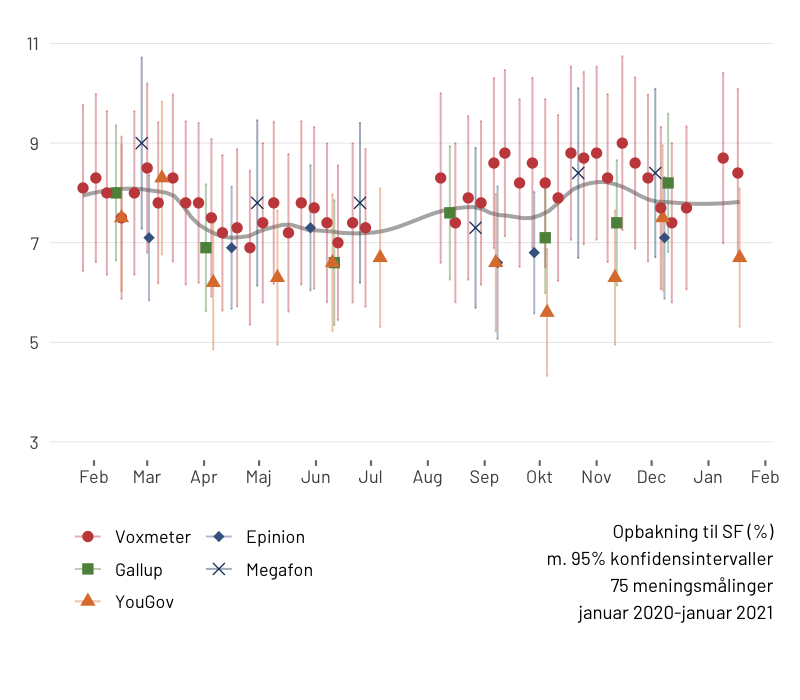 11
9
7
5
3
Feb Mar Apr Maj Jun Jul Aug Sep Okt Nov Dec Jan Feb
Voxmeter Epinion
Gallup Megafon
YouGov
Opbakning til SF (%)
m. 95% konfidensintervaller
75 meningsmålinger
januar 2020-januar 2021